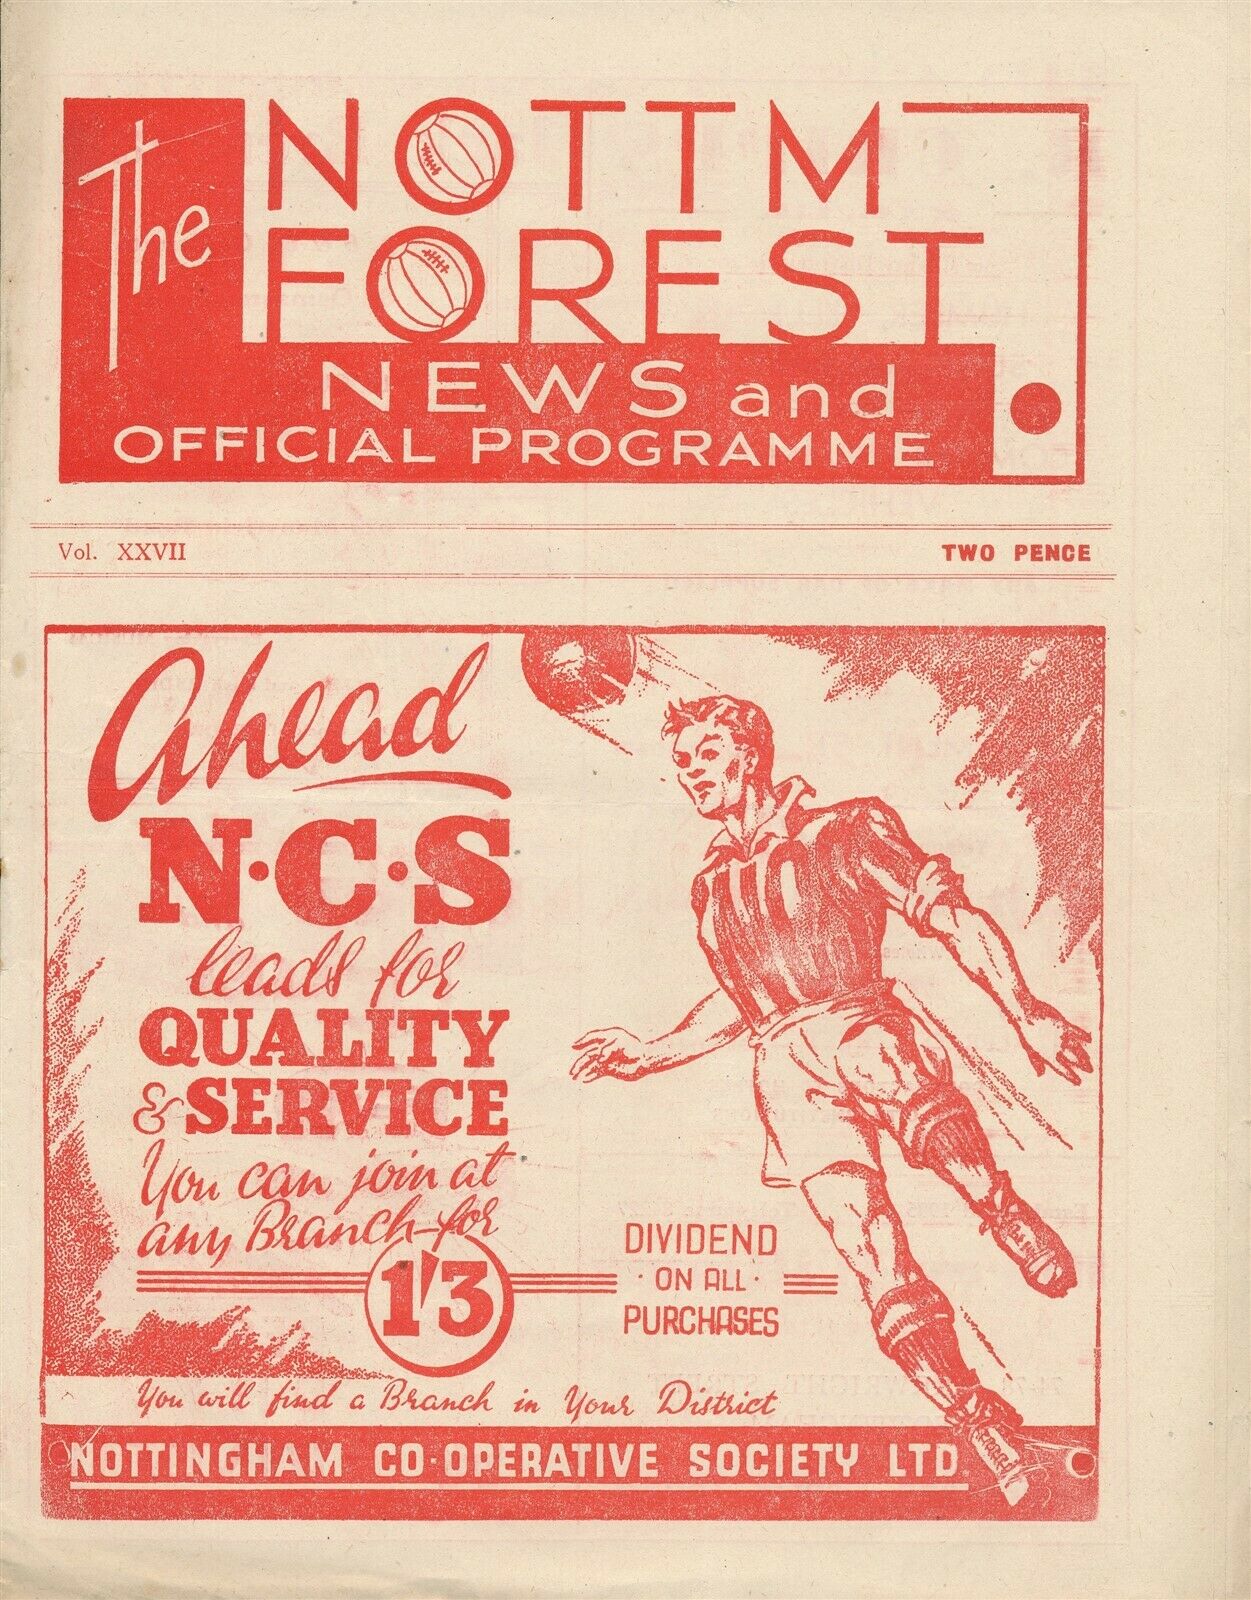 The
NOTTM
FOREST
NEWS and
OFFICIAL PROGRAMME
Vol. XXVII
TWO PENCE
Ahead
N·C·S
leads for
QUALITY
& SERVICE
You can join at
any Branch for
1'3
DIVIDEND
· ON ALL ·
PURCHASES
You will find a Branch in Your District
NOTTINGHAM CO-OPERATIVE SOCIETY LTD.